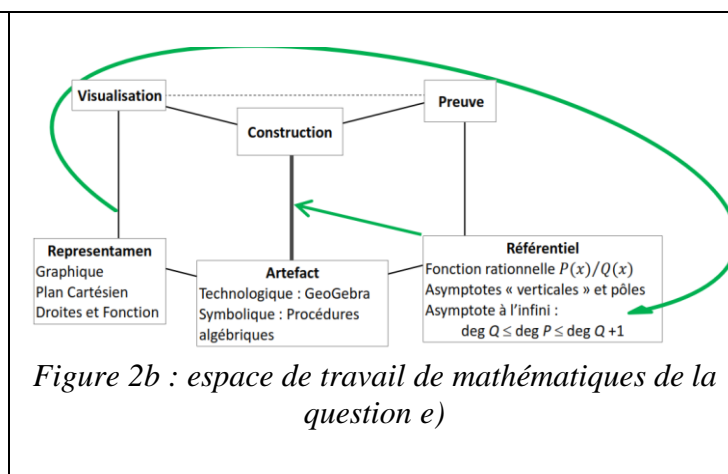 Visualisation
Preuve
Construction
Representamen
Graphique
Plan Cartésien
Droites et Fonction
Artefact
Technologique : GeoGebra
Symbolique : Procédures
algébriques
Référentiel
Fonction rationnelle P(x)/Q(x)
Asymptotes « verticales » et pôles
Asymptote à l'infini :
deg Q ≤ deg P ≤ deg Q +1
Figure 2b : espace de travail de mathématiques de la
question e)